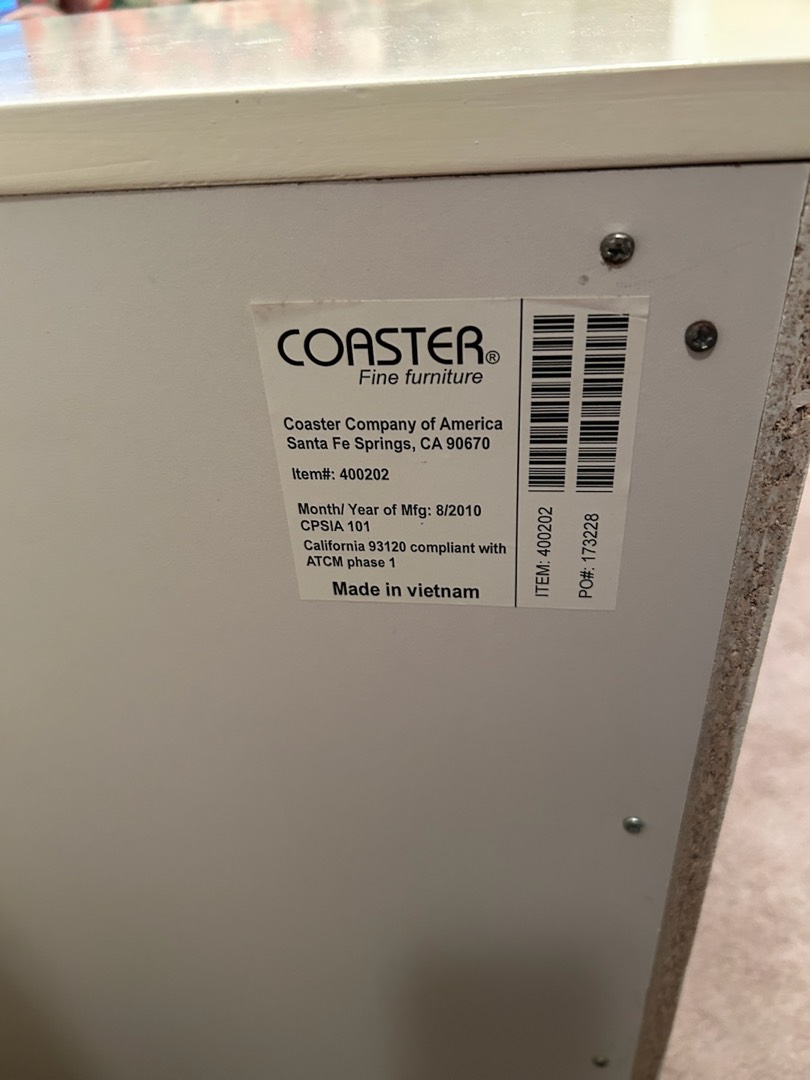 COASTER®
Fine furniture
Coaster Company of America
Santa Fe Springs, CA 90670
Item#: 400202
Month/ Year of Mfg: 8/2010
CPSIA 101
California 93120 compliant with
ATCM phase 1
Made in vietnam
ITEM: 400202
PO#: 173228